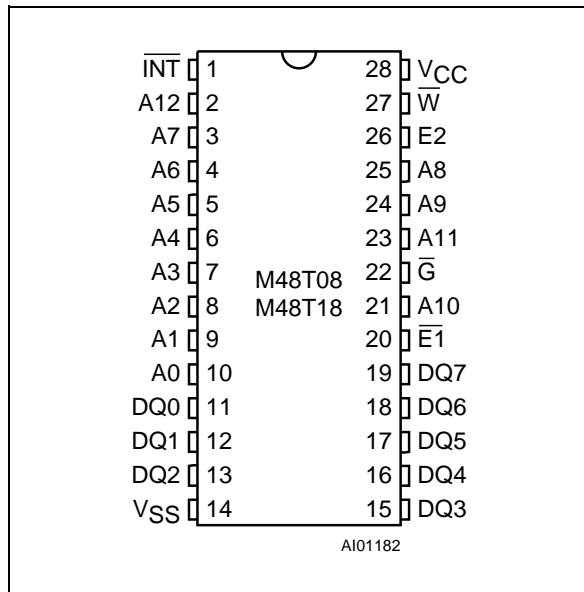 INT 1 28 VCC
A12 2 27 W
A7 3 26 E2
A6 4 25 A8
A5 5 24 A9
A4 6 23 A11
A3 7 22 G
M48T08
A2 8 21 A10
M48T18
A1 9 20 E1
A0 10 19 DQ7
DQ0 11 18 DQ6
DQ1 12 17 DQ5
DQ2 13 16 DQ4
VSS 14 15 DQ3
AI01182